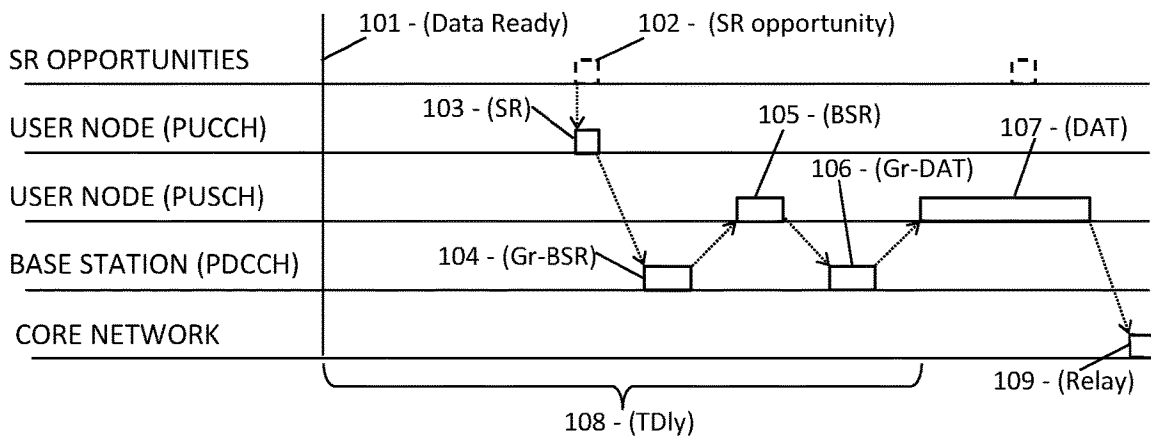 101 - (Data Ready)
102 - (SR opportunity)
SR OPPORTUNITIES
103 - (SR)
105 - (BSR)
107 - (DAT)
USER NODE (PUCCH)
106 - (Gr-DAT)
USER NODE (PUSCH)
104 - (Gr-BSR)
BASE STATION (PDCCH)
CORE NETWORK
109 - (Relay)
108 - (TDly)